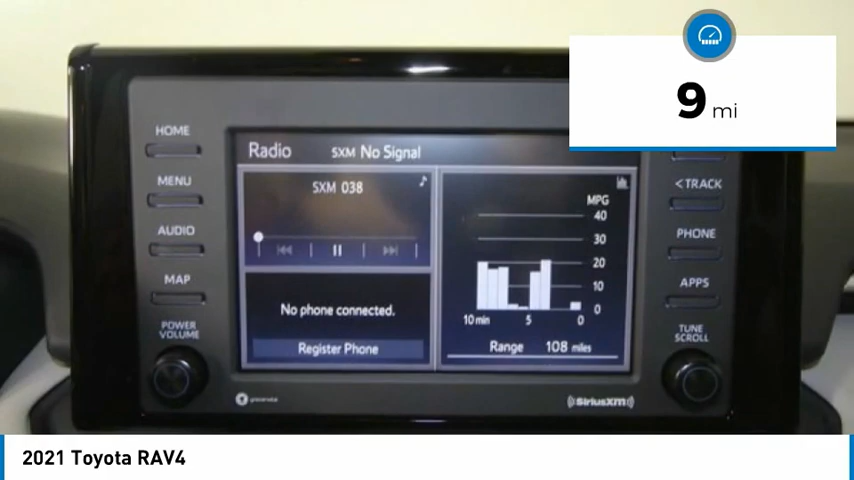 9 mi
HOME
MENU
AUDIO
MAP
POWER
VOLUME
Radio SXM No Signal
SXM 038
No phone connected.
Register Phone
MPG
40
30
20
10
0
10 min 5 0
Range 108 miles
<TRACK
PHONE
APPS
TUNE
SCROLL
SiriusXM
2021 Toyota RAV4